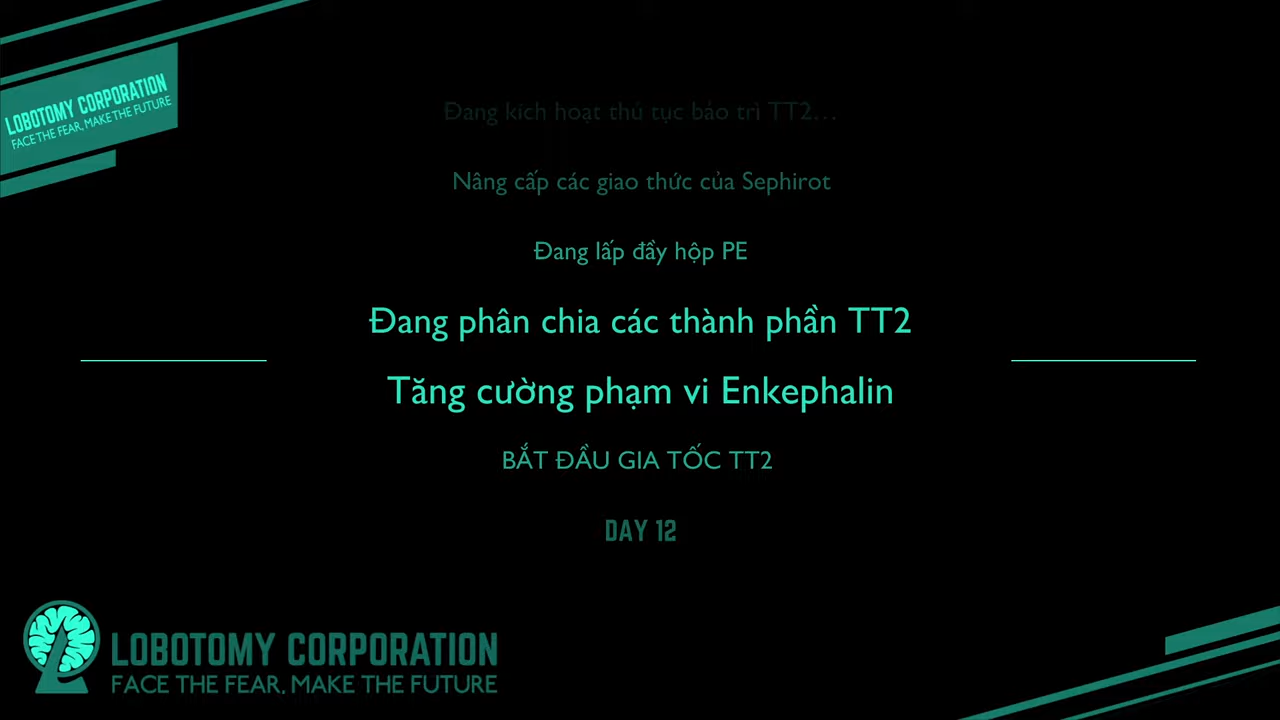 LOBOTOMY CORPORATION
FACE THE FEAR, MAKE THE FUTURE
Đang kích hoạt thủ tục bảo trì TT2...
Nâng cấp các giao thức của Sephirot
Đang lấp đầy hộp PE
Đang phân chia các thành phần TT2
Tăng cường phạm vi Enkephalin
BẮT ĐẦU GIA TỐC TT2
DAY 12
LOBOTOMY CORPORATION
FACE THE FEAR, MAKE THE FUTURE